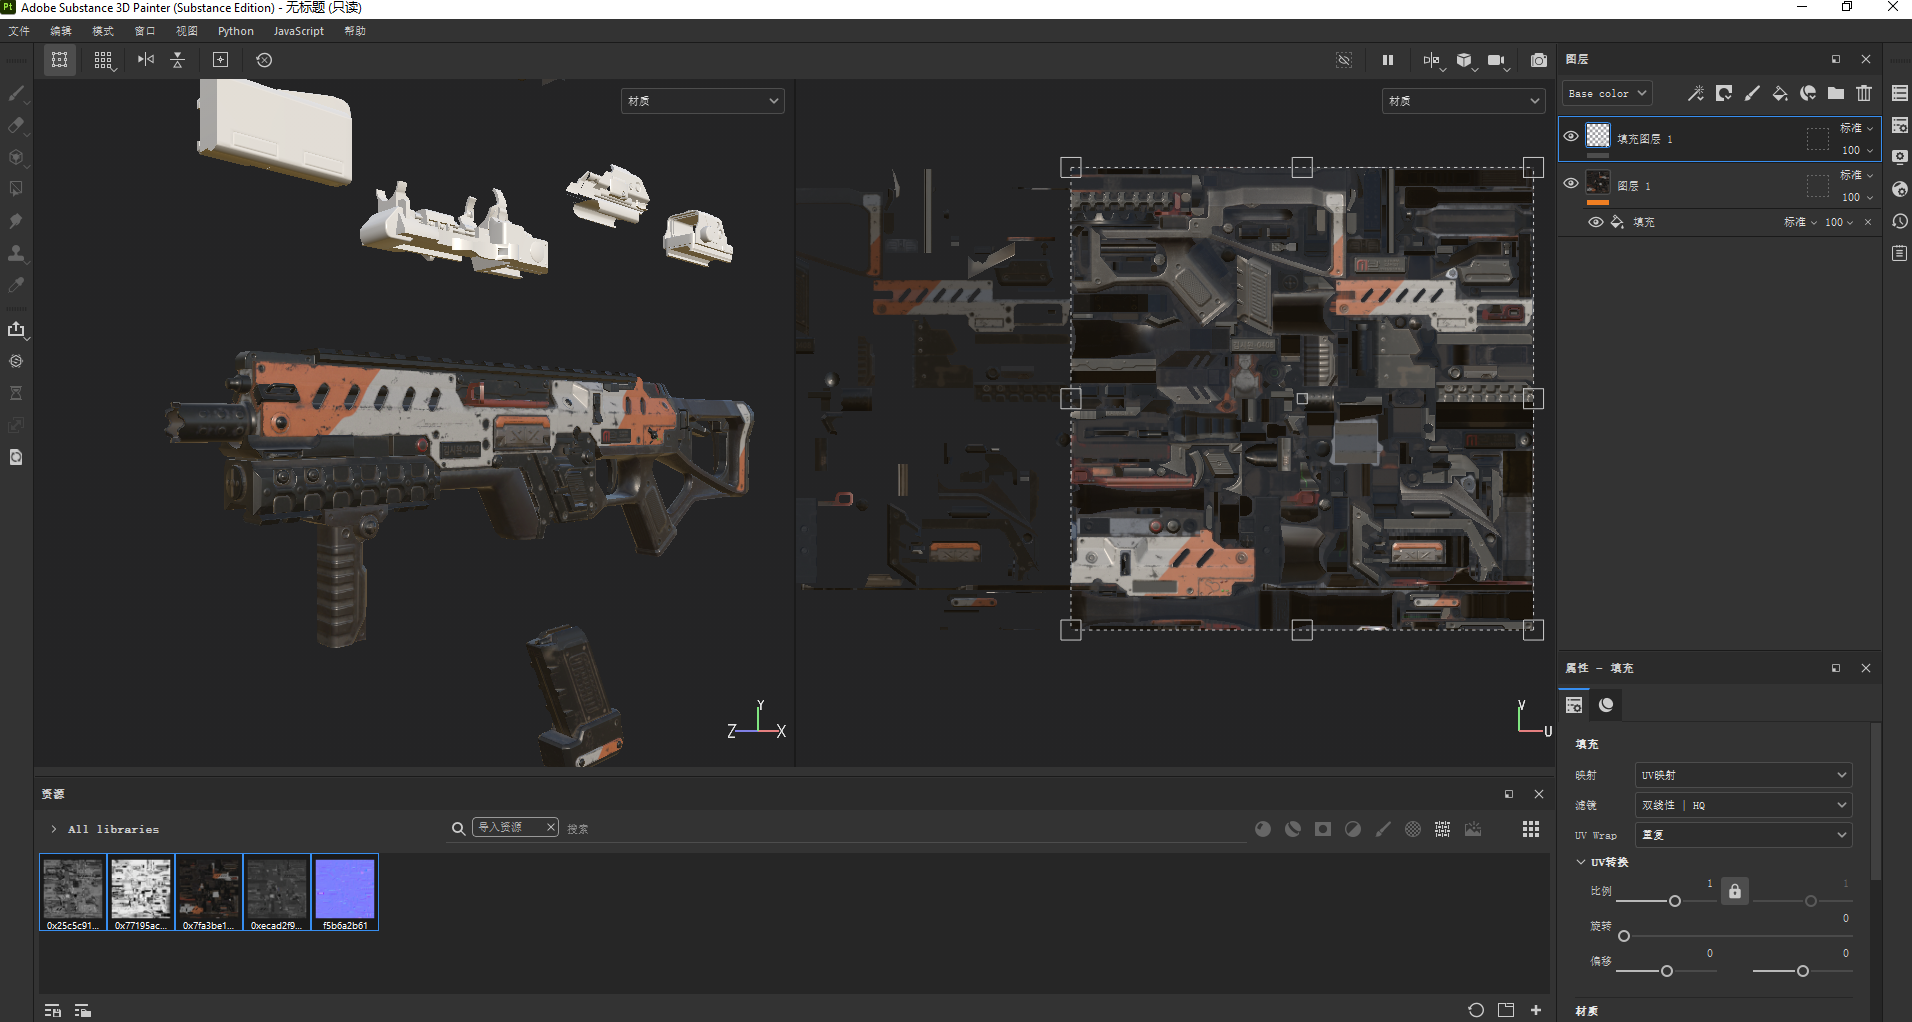 Pt Adobe Substance 3D Painter (Substance Edition) - 无标题 (只读)
文件 编辑 模式 窗口 视图 Python JavaScript 帮助
材质
材质
图层
Base color
填充图层 1
标准
100
图层 1
标准
100
填充
标准 100
Y
Z X
V
U
资源
All libraries
导入资源
搜索
0x25c5c91...
0x77195ac...
0x7fa3be1...
0xecad2f9...
f5b6a2b61
属性 - 填充
填充
映射 UV映射
滤镜 双线性 | HQ
UV Wrap 重复
UV转换
比例 1 1
旋转 0
偏移 0 0
材质